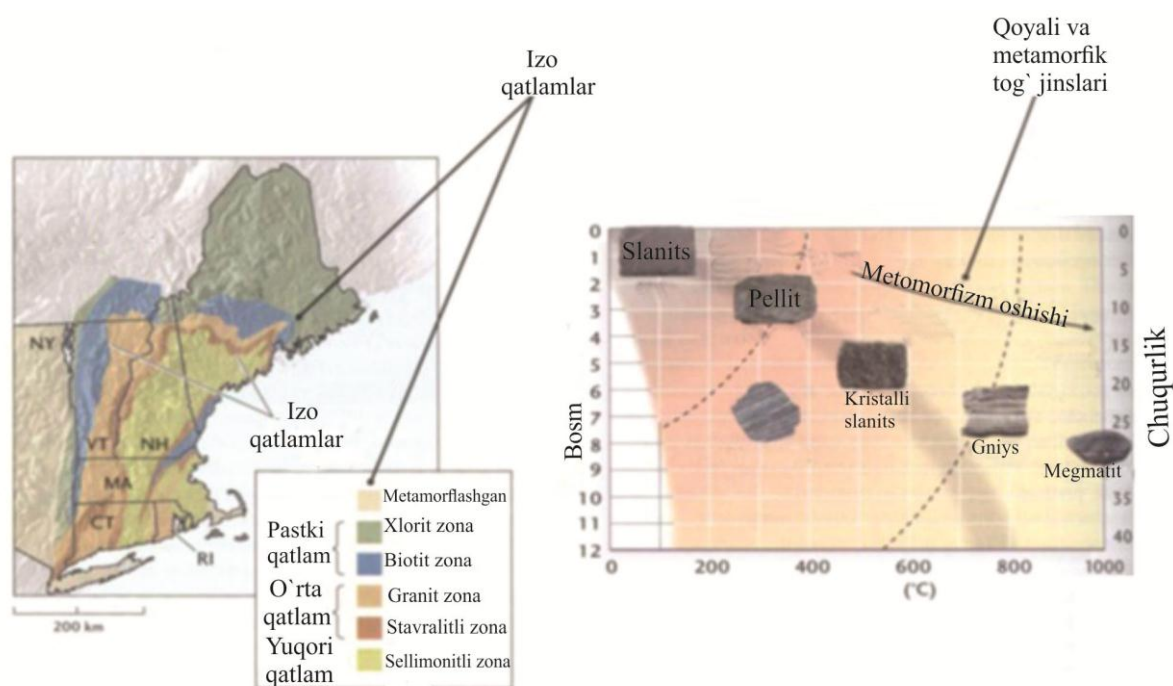 Izo
qatlamlar
NY
VT
NH
MA
CT
RI
Izo
qatlamlar
200 km
Metamorflashgan
Pastki
qatlam
Xlorit zona
Biotit zona
O`rta
qatlam
Granit zona
Stavralitli zona
Yuqori
qatlam
Sellimonitli zona
Qoyali va
metamorfik
tog` jinslari
Bosm
0
1
2
3
4
5
6
7
8
9
10
11
12
Slanits
Pellit
Metomorfizm oshishi
Kristalli
slanits
Gniys
Megmatit
0
5
10
15
20
25
35
40
Chuqurlik
0
200
400
600
800
1000
(°C)